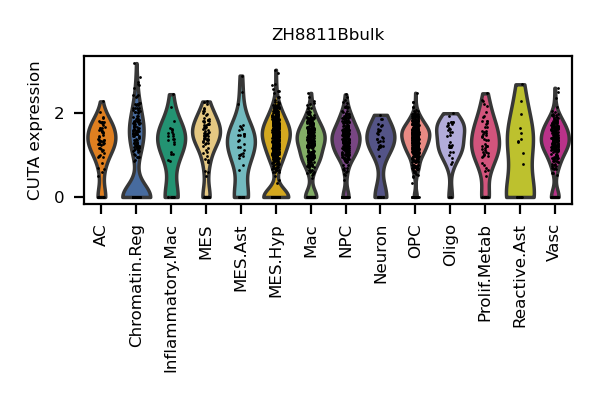 ZH8811Bbulk
CUTA expression
2
0
AC
Chromatin.Reg
Inflammatory.Mac
MES
MES.Ast
MES.Hyp
Mac
NPC
Neuron
OPC
Oligo
Prolif.Metab
Reactive.Ast
Vasc